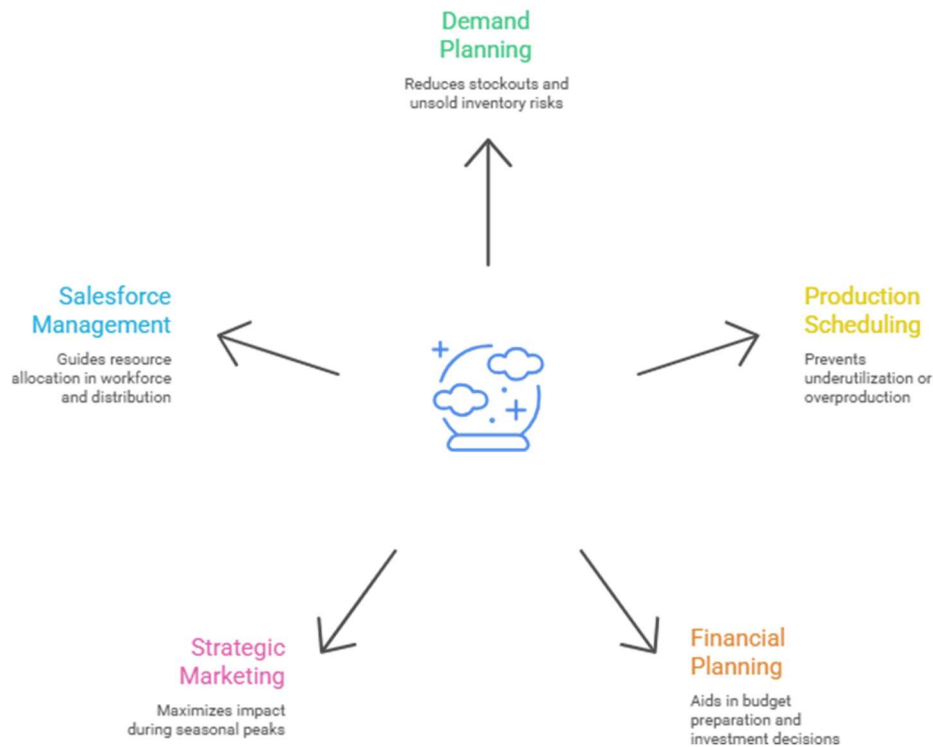 Demand
Planning
Reduces stockouts and
unsold inventory risks
Salesforce
Management
Guides resource
allocation in workforce
and distribution
Production
Scheduling
Prevents
underutilization or
overproduction
Strategic
Marketing
Maximizes impact
during seasonal peaks
Financial
Planning
Aids in budget
preparation and
investment decisions